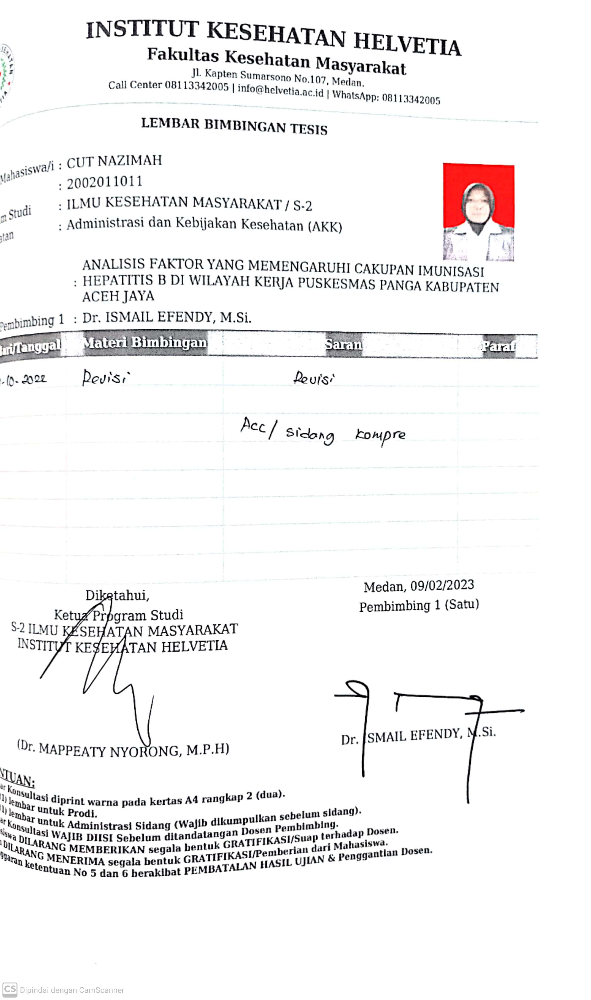 INSTITUT KESEHATAN HELVETIA
Fakultas Kesehatan Masyarakat
Jl. Kapten Sumarsono No.107, Medan.
Call Center 08113342005 | info@helvetia.ac.id | WhatsApp: 08113342005
LEMBAR BIMBINGAN TESIS
Mahasiswa/i : CUT NAZIMAH
: 2002011011
m Studi : ILMU KESEHATAN MASYARAKAT / S-2
atan : Administrasi dan Kebijakan Kesehatan (AKK)
ANALISIS FAKTOR YANG MEMENGARUHI CAKUPAN IMUNISASI
: HEPATITIS B DI WILAYAH KERJA PUSKESMAS PANGA KABUPATEN
ACEH JAYA
Pembimbing 1 : Dr. ISMAIL EFENDY, M.Si.
ari/Tanggal Materi Bimbingan Saran Paraf
-10-2022 Revisi Revisi
Acc/ sidang kompre
Medan, 09/02/2023
Pembimbing 1 (Satu)
Diketahui,
Ketua Program Studi
S-2 ILMU KESEHATAN MASYARAKAT
INSTITUT KESEHATAN HELVETIA
(Dr. MAPPEATY NYORONG, M.P.H)
Dr. ISMAIL EFENDY, M.Si.
NTUAN:
ar Konsultasi diprint warna pada kertas A4 rangkap 2 (dua).
1) lembar untuk Prodi.
1) lembar untuk Administrasi Sidang (Wajib dikumpulkan sebelum sidang).
ar Konsultasi WAJIB DIISI Sebelum ditandatangan Dosen Pembimbing.
siswa DILARANG MEMBERIKAN segala bentuk GRATIFIKASI/Suap terhadap Dosen.
DILARANG MENERIMA segala bentuk GRATIFIKASI/Pemberian dari Mahasiswa.
ggaran ketentuan No 5 dan 6 berakibat PEMBATALAN HASIL UJIAN & Penggantian Dosen.
CS Dipindai dengan CamScanner